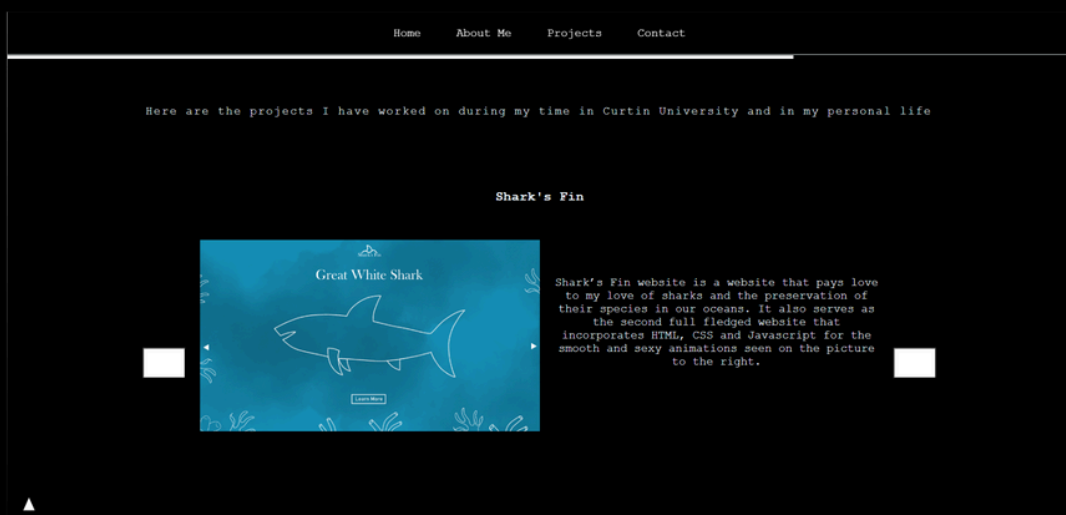 Home About Me Projects Contact
Here are the projects I have worked on during my time in Curtin University and in my personal life
Shark's Fin
Shark's Fin
Great White Shark
Learn More
Shark’s Fin website is a website that pays love
to my love of sharks and the preservation of
their species in our oceans. It also serves as
the second full fledged website that
incorporates HTML, CSS and Javascript for the
smooth and sexy animations seen on the picture
to the right.